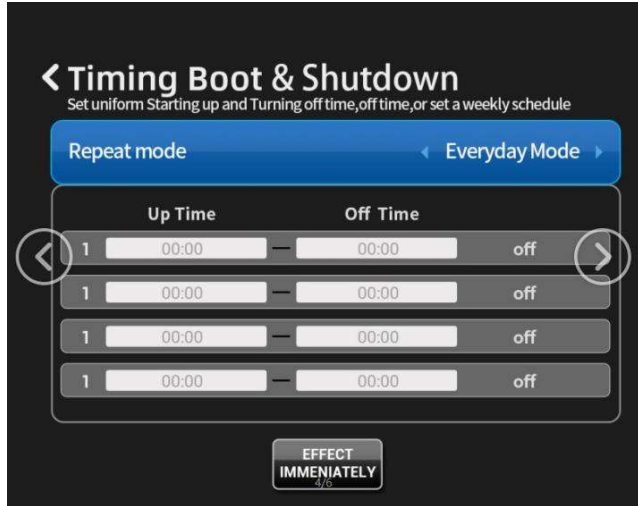 Timing Boot & Shutdown
Set uniform Starting up and Turning off time,off time,or set a weekly schedule
Repeat mode Everyday Mode
Up Time Off Time
1 00:00 00:00 off
1 00:00 00:00 off
1 00:00 00:00 off
1 00:00 00:00 off
EFFECT
IMMENIATELY
4/6